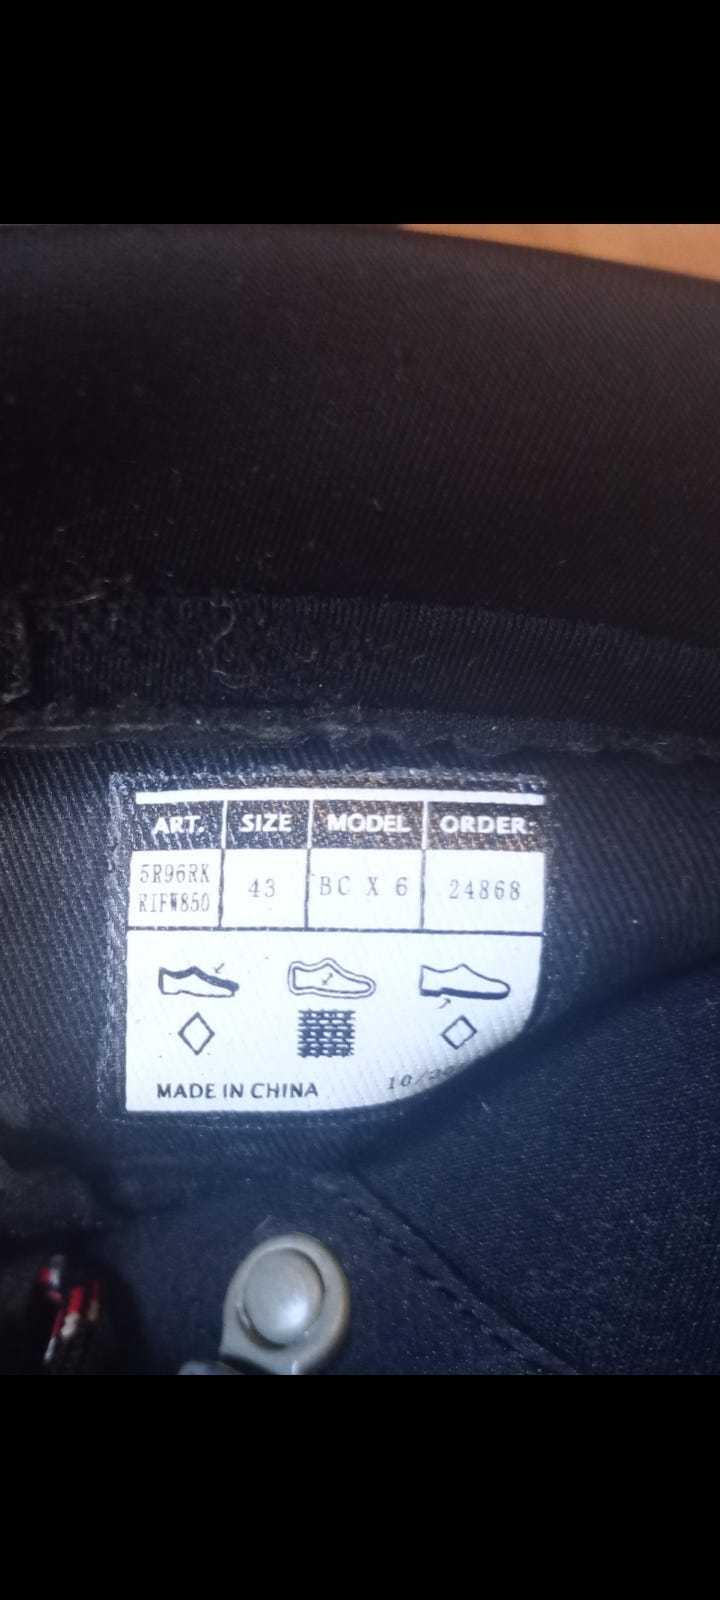 ART. SIZE MODEL ORDER:
5R96RK 43 BC X 6 24868
RIFW850
MADE IN CHINA